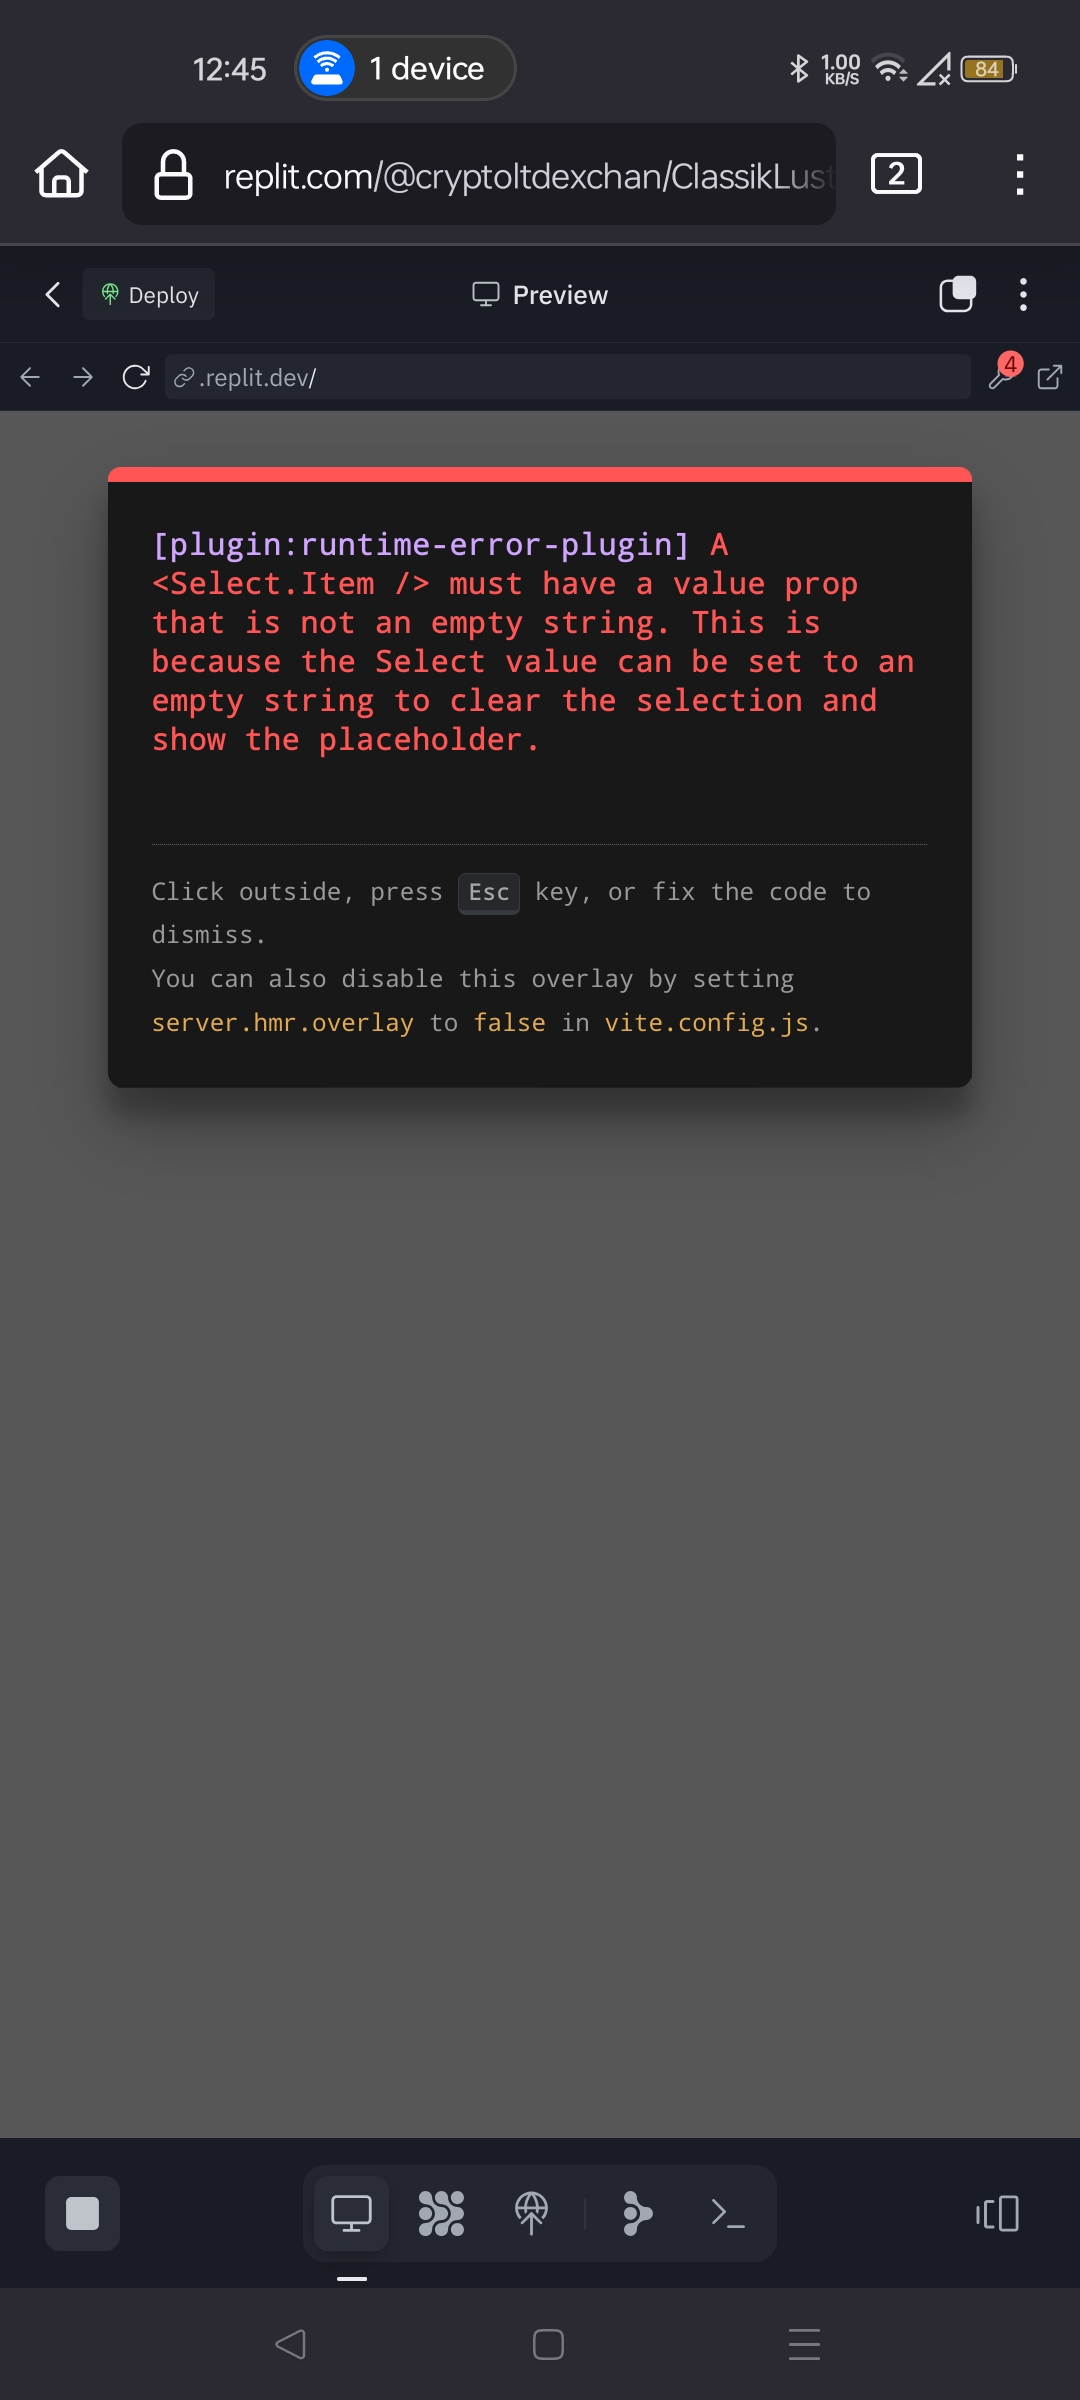 12:45
1 device
1.00
KB/S
84
replit.com/@cryptoltdexchan/ClassikLust
2
Deploy
Preview
.replit.dev/
4
[plugin:runtime-error-plugin] A
<Select.Item /> must have a value prop
that is not an empty string. This is
because the Select value can be set to an
empty string to clear the selection and
show the placeholder.
Click outside, press Esc key, or fix the code to
dismiss.
You can also disable this overlay by setting
server.hmr.overlay to false in vite.config.js.